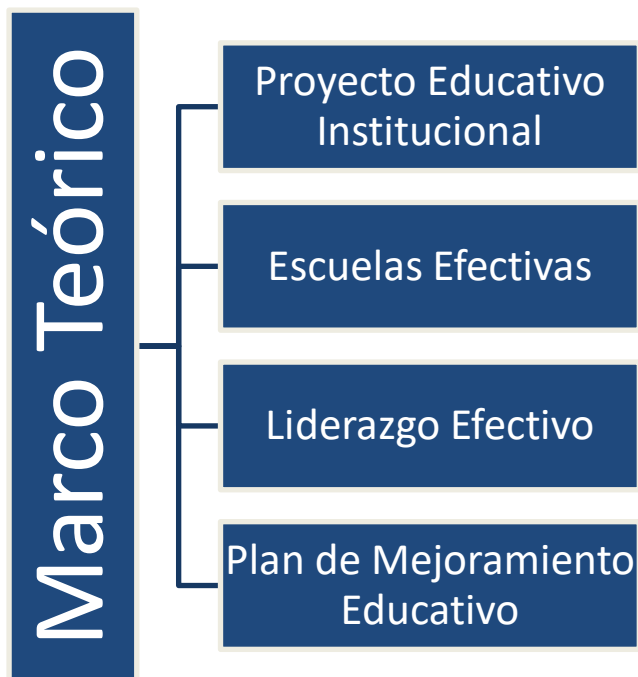 Marco Teórico
Proyecto Educativo
Institucional
Escuelas Efectivas
Liderazgo Efectivo
Plan de Mejoramiento
Educativo